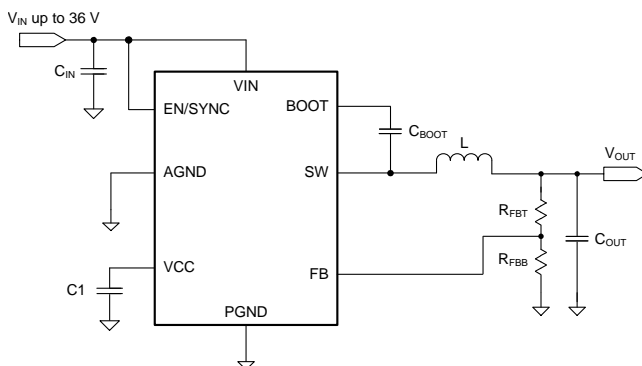 V_IN up to 36 V
C_IN
VIN
EN/SYNC
BOOT
C_BOOT
AGND
SW
L
V_OUT
R_FBT
C_OUT
R_FBB
VCC
FB
C1
PGND